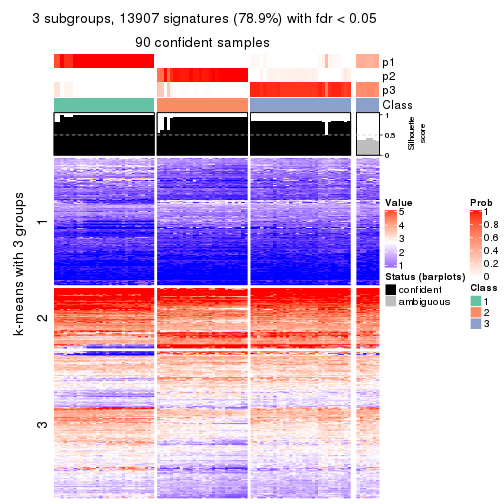 3 subgroups, 13907 signatures (78.9%) with fdr < 0.05
90 confident samples
p1
p2
p3
Class
1
0.5
0
Silhouette
score
k-means with 3 groups
1
2
3
Value
5
4
3
2
1
Status (barplots)
confident
ambiguous
Prob
1
0.8
0.6
0.4
0.2
0
Class
1
2
3